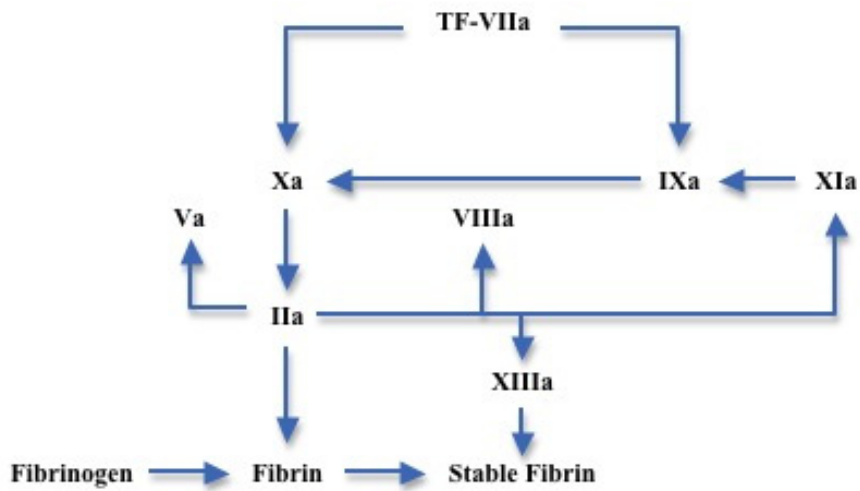 TF-VIIa
Xa
IXa
XIa
Va
VIIIa
IIa
XIIIa
Fibrinogen
Fibrin
Stable Fibrin